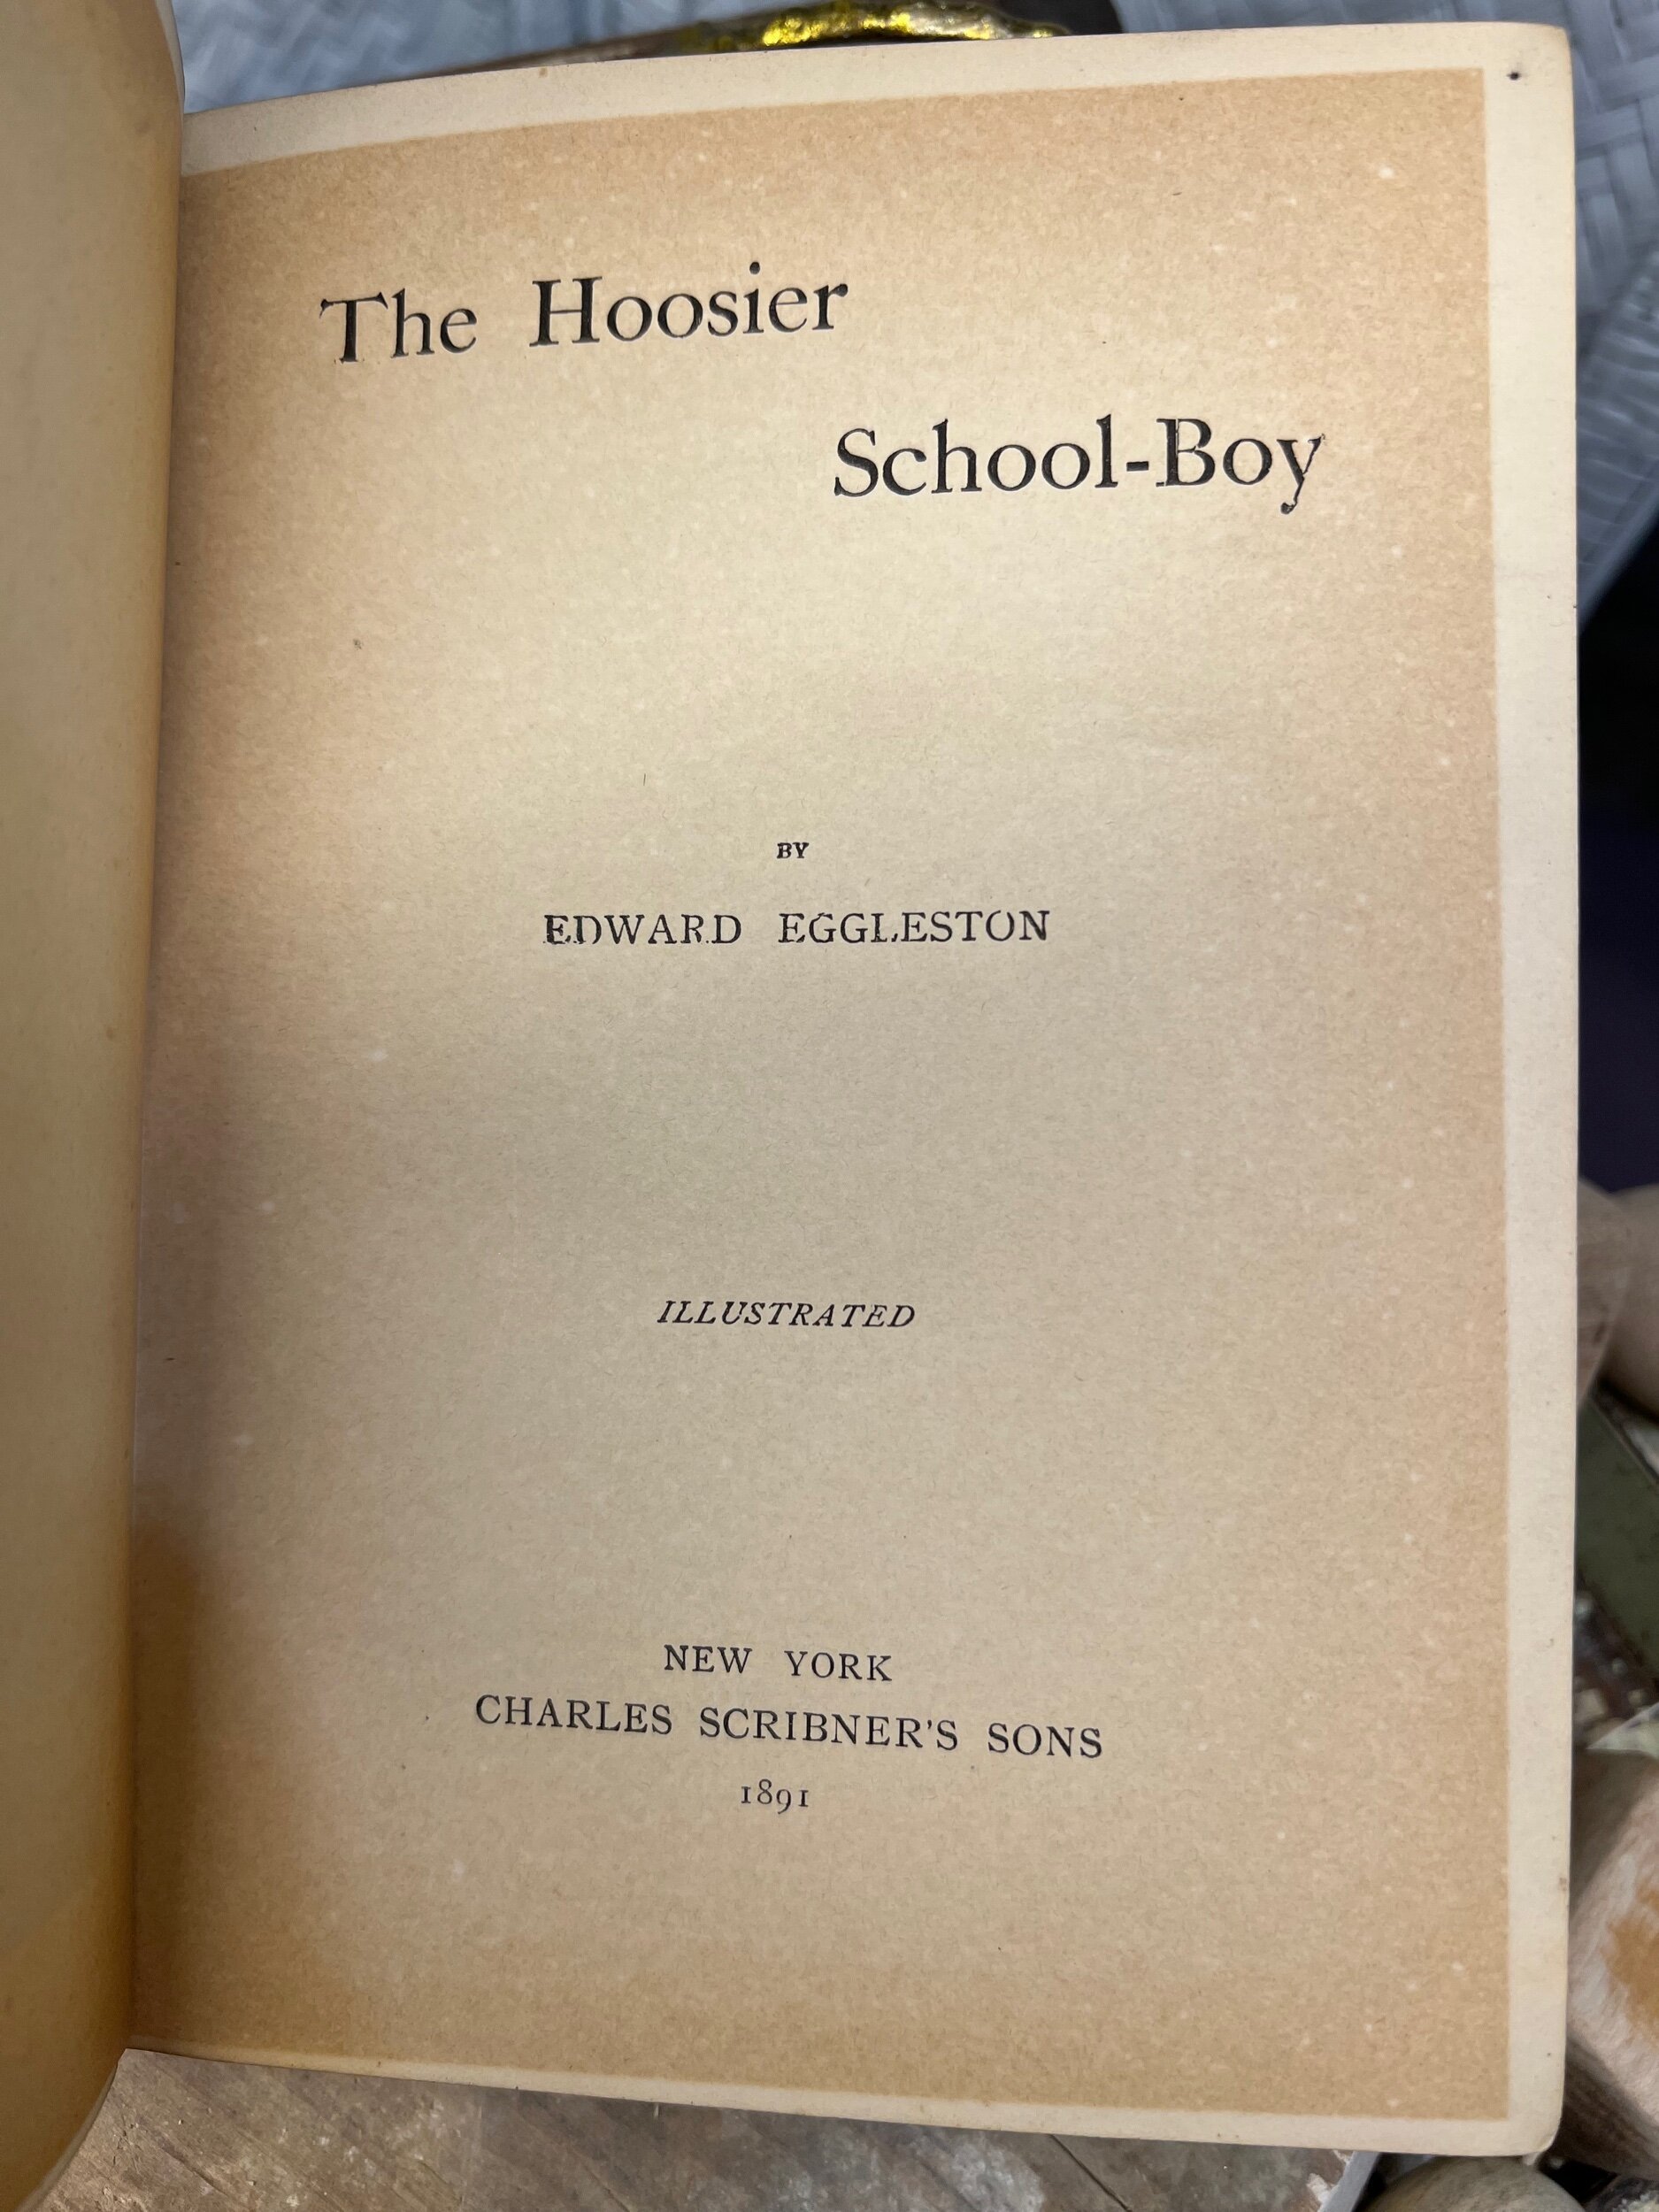 The Hoosier
School-Boy
BY
EDWARD EGGLESTON
ILLUSTRATED
NEW YORK
CHARLES SCRIBNER'S SONS
1891